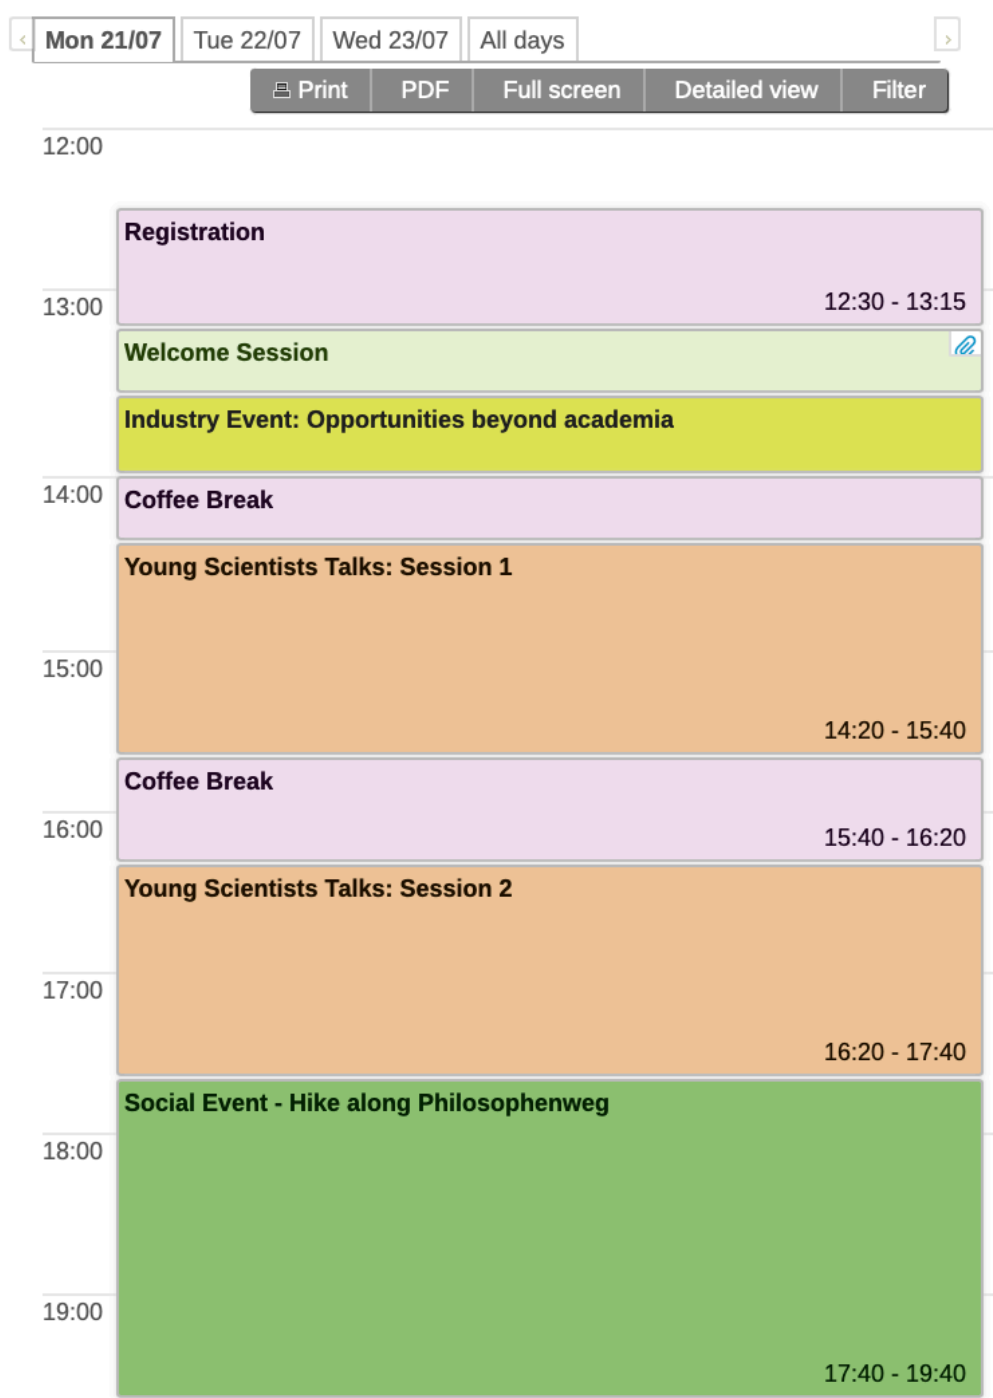 Mon 21/07 Tue 22/07 Wed 23/07 All days
Print PDF Full screen Detailed view Filter
12:00
Registration
13:00
12:30 - 13:15
Welcome Session
Industry Event: Opportunities beyond academia
14:00
Coffee Break
Young Scientists Talks: Session 1
15:00
14:20 - 15:40
Coffee Break
16:00
15:40 - 16:20
Young Scientists Talks: Session 2
17:00
16:20 - 17:40
Social Event - Hike along Philosophenweg
18:00
19:00
17:40 - 19:40